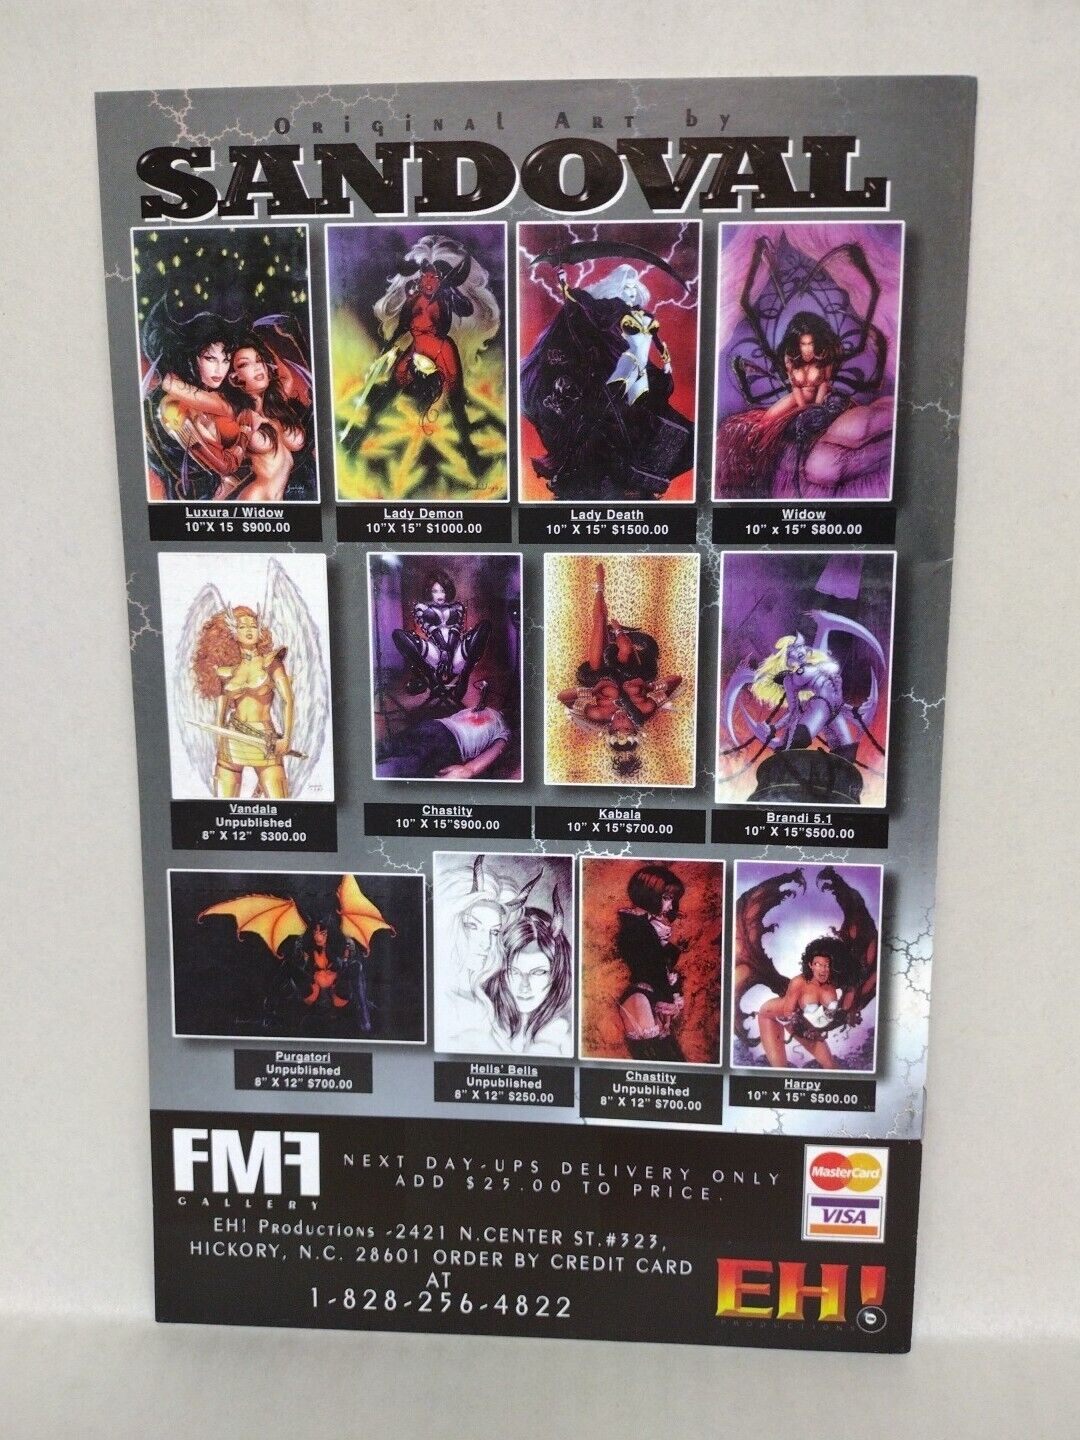 Original Art by
SANDOVAL
Luxura / Widow
10"X 15 $900.00
Lady Demon
10"X 15" $1000.00
Lady Death
10" X 15" $1500.00
Widow
10" x 15" $800.00
Vandala
Unpublished
8" X 12" $300.00
Chastity
10" X 15"$900.00
Kabala
10" X 15"$700.00
Brandi 5.1
10" X 15"$500.00
Purgatori
Unpublished
8" X 12" $700.00
Hells' Bells
Unpublished
8" X 12" $250.00
Chastity
Unpublished
8" X 12" $700.00
Harpy
10" X 15" $500.00
FMF
GALLERY
NEXT DAY-UPS DELIVERY ONLY
ADD $25.00 TO PRICE.
MasterCard
VISA
EH! Productions -2421 N.CENTER ST.#323,
HICKORY, N.C. 28601 ORDER BY CREDIT CARD
AT
1-828-256-4822
EH!
PRODUCTIONS